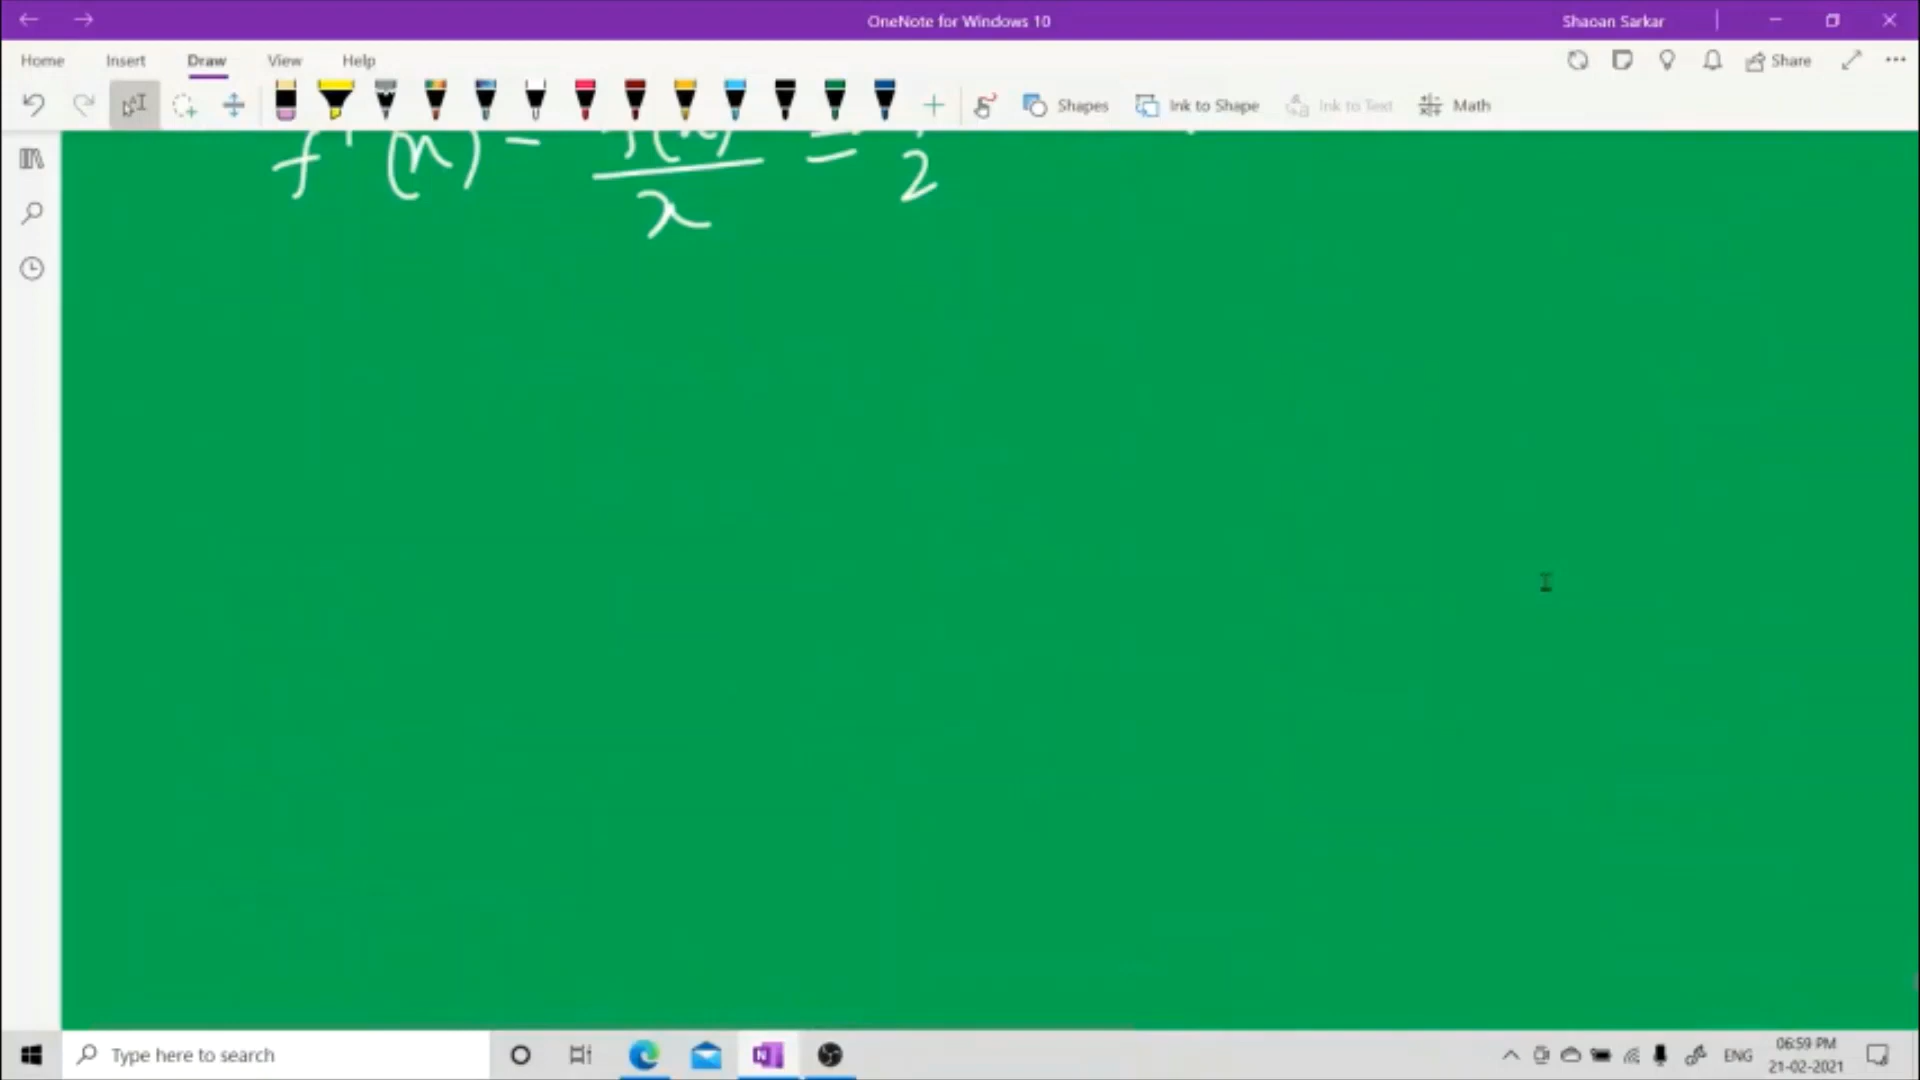 OneNote for Windows 10
Shaoan Sarkar
Home Insert Draw View Help
Share
Shapes Ink to Shape Ink to Text Math
f'(x) - f(x)/x = /2
Type here to search
ENG
06:59 PM
21-02-2021